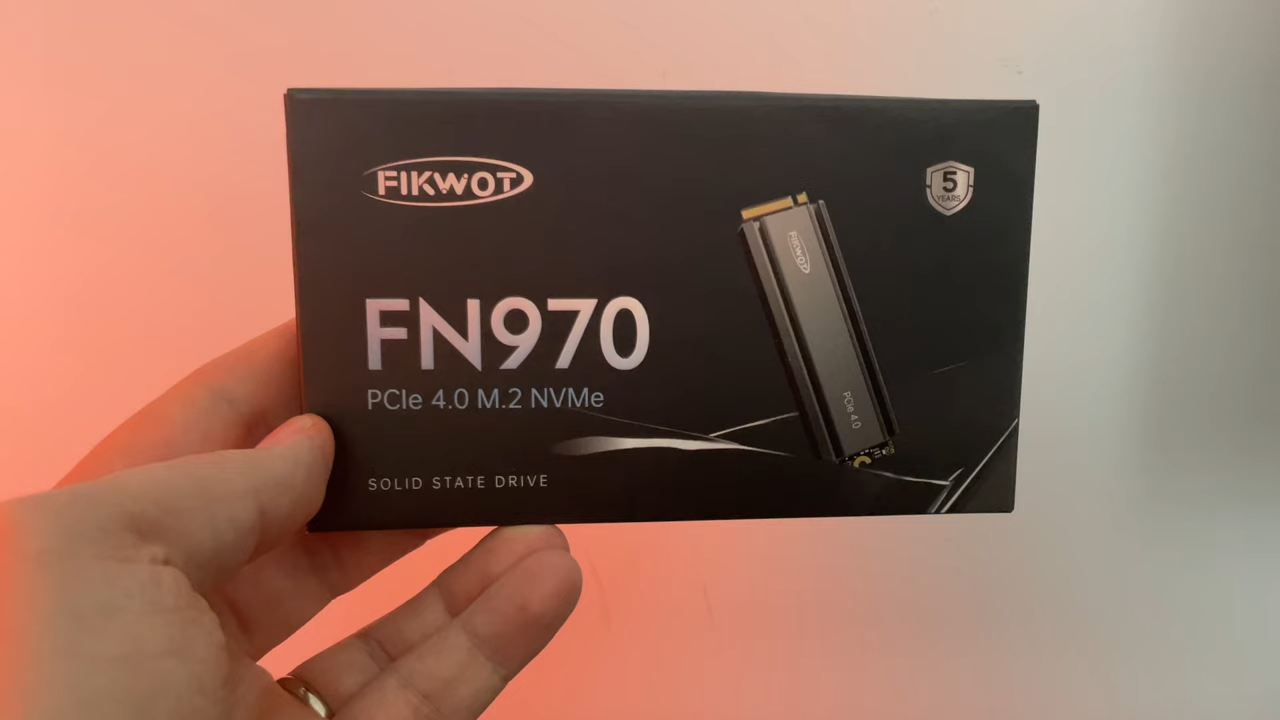 FIKWOT
5
YEARS
FIKWOT
FN970
PCIe 4.0 M.2 NVMe
PCIe 4.0
SOLID STATE DRIVE